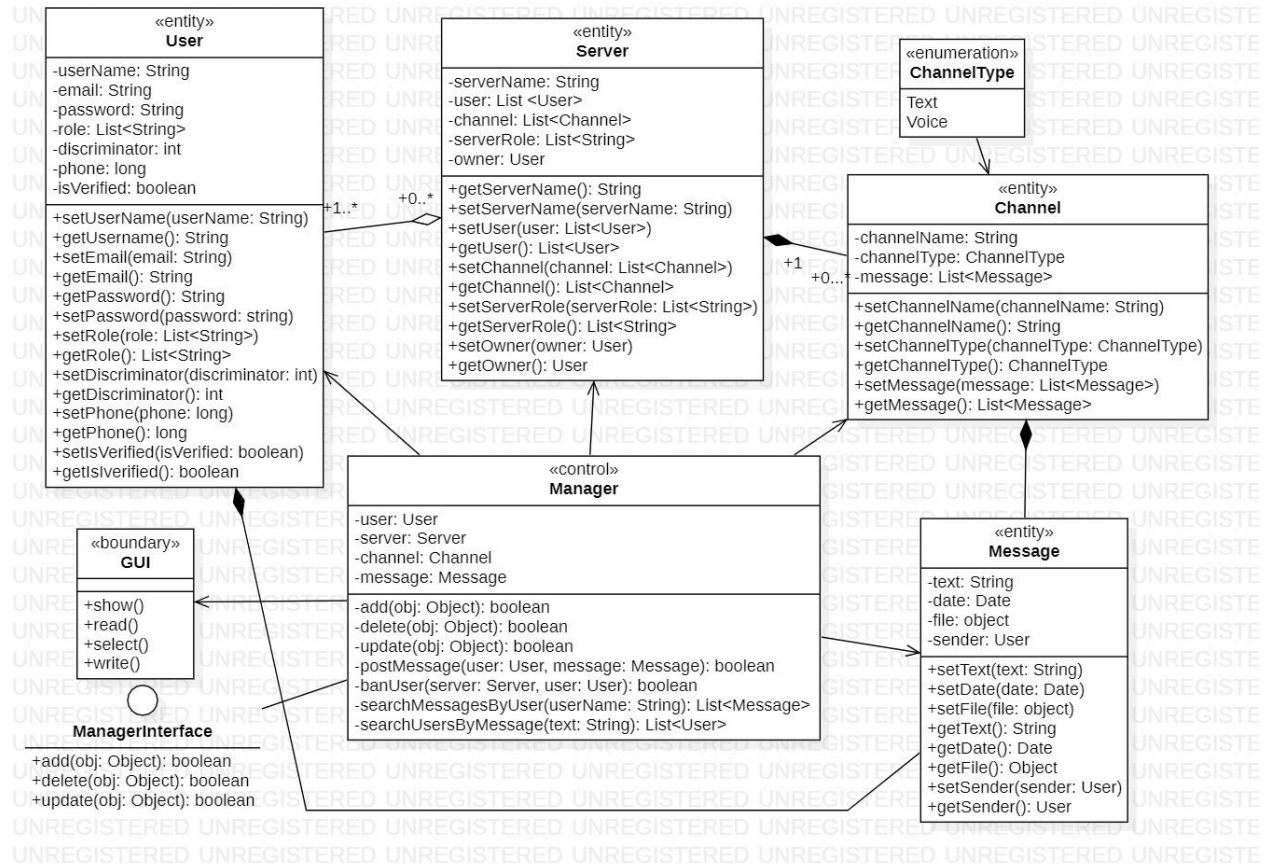 «entity»
User
-userName: String
-email: String
-password: String
-role: List<String>
-discriminator: int
-phone: long
-isVerified: boolean
+setUserName(userName: String)
+getUsername(): String
+setEmail(email: String)
+getEmail(): String
+getPassword(): String
+setPassword(password: string)
+setRole(role: List<String>)
+getRole(): List<String>
+setDiscriminator(discriminator: int)
+getDiscriminator(): int
+setPhone(phone: long)
+getPhone(): long
+setIsVerified(isVerified: boolean)
+getIsIverified(): boolean
+1..*
+0..*
«entity»
Server
-serverName: String
-user: List <User>
-channel: List<Channel>
-serverRole: List<String>
-owner: User
+getServerName(): String
+setServerName(serverName: String)
+setUser(user: List<User>)
+getUser(): List<User>
+setChannel(channel: List<Channel>)
+getChannel(): List<Channel>
+setServerRole(serverRole: List<String>)
+getServerRole(): List<String>
+setOwner(owner: User)
+getOwner(): User
+1
+0..*
«enumeration»
ChannelType
Text
Voice
«entity»
Channel
-channelName: String
-channelType: ChannelType
-message: List<Message>
+setChannelName(channelName: String)
+getChannelName(): String
+setChannelType(channelType: ChannelType)
+getChannelType(): ChannelType
+setMessage(message: List<Message>)
+getMessage(): List<Message>
«control»
Manager
-user: User
-server: Server
-channel: Channel
-message: Message
-add(obj: Object): boolean
-delete(obj: Object): boolean
-update(obj: Object): boolean
-postMessage(user: User, message: Message): boolean
-banUser(server: Server, user: User): boolean
-searchMessagesByUser(userName: String): List<Message>
-searchUsersByMessage(text: String): List<User>
«boundary»
GUI
+show()
+read()
+select()
+write()
ManagerInterface
+add(obj: Object): boolean
+delete(obj: Object): boolean
+update(obj: Object): boolean
«entity»
Message
-text: String
-date: Date
-file: object
-sender: User
+setText(text: String)
+setDate(date: Date)
+setFile(file: object)
+getText(): String
+getDate(): Date
+getFile(): Object
+setSender(sender: User)
+getSender(): User